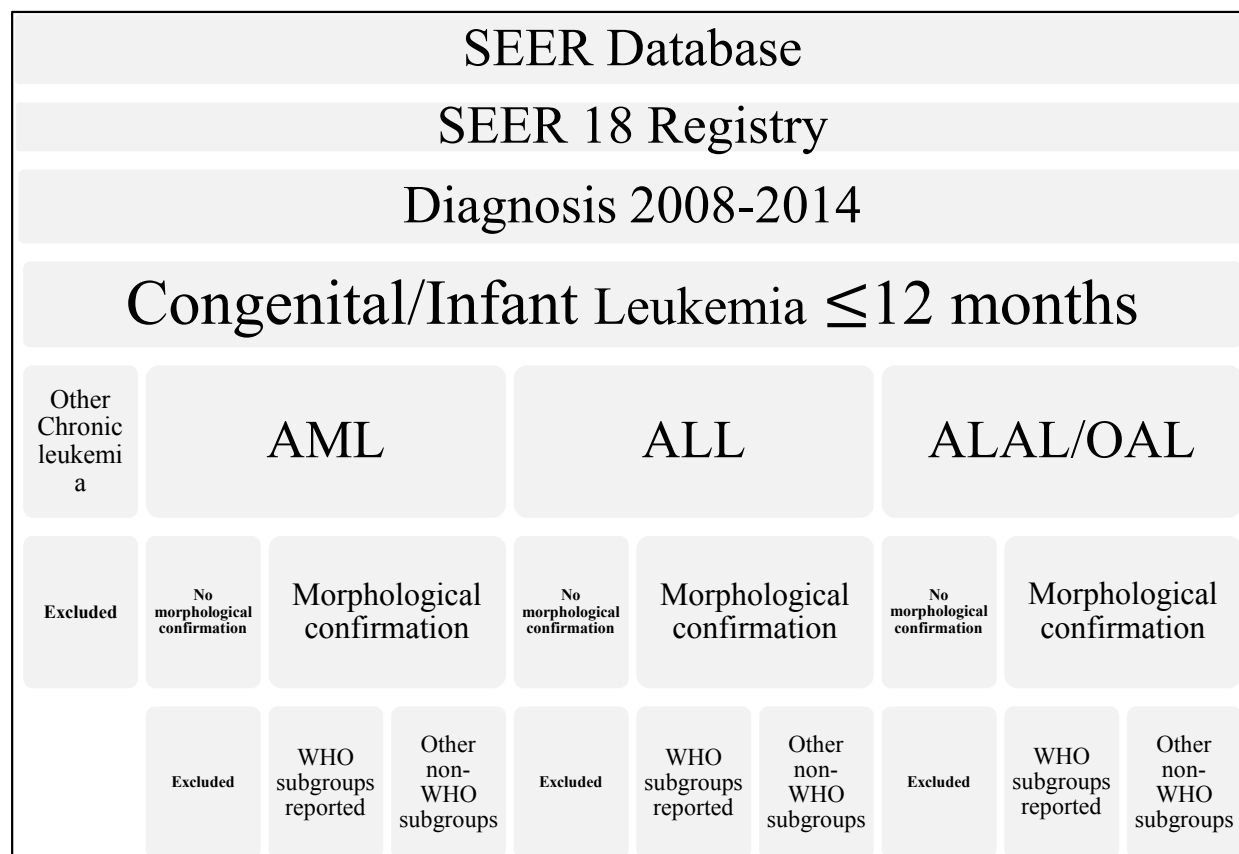 SEER Database
SEER 18 Registry
Diagnosis 2008-2014
Congenital/Infant Leukemia ≤12 months
Other
Chronic
leukemi
a
AML
ALL
ALAL/OAL
Excluded
No
morphological
confirmation
Morphological
confirmation
No
morphological
confirmation
Morphological
confirmation
No
morphological
confirmation
Morphological
confirmation
Excluded
WHO
subgroups
reported
Other
non-
WHO
subgroups
Excluded
WHO
subgroups
reported
Other
non-
WHO
subgroups
Excluded
WHO
subgroups
reported
Other
non-
WHO
subgroups